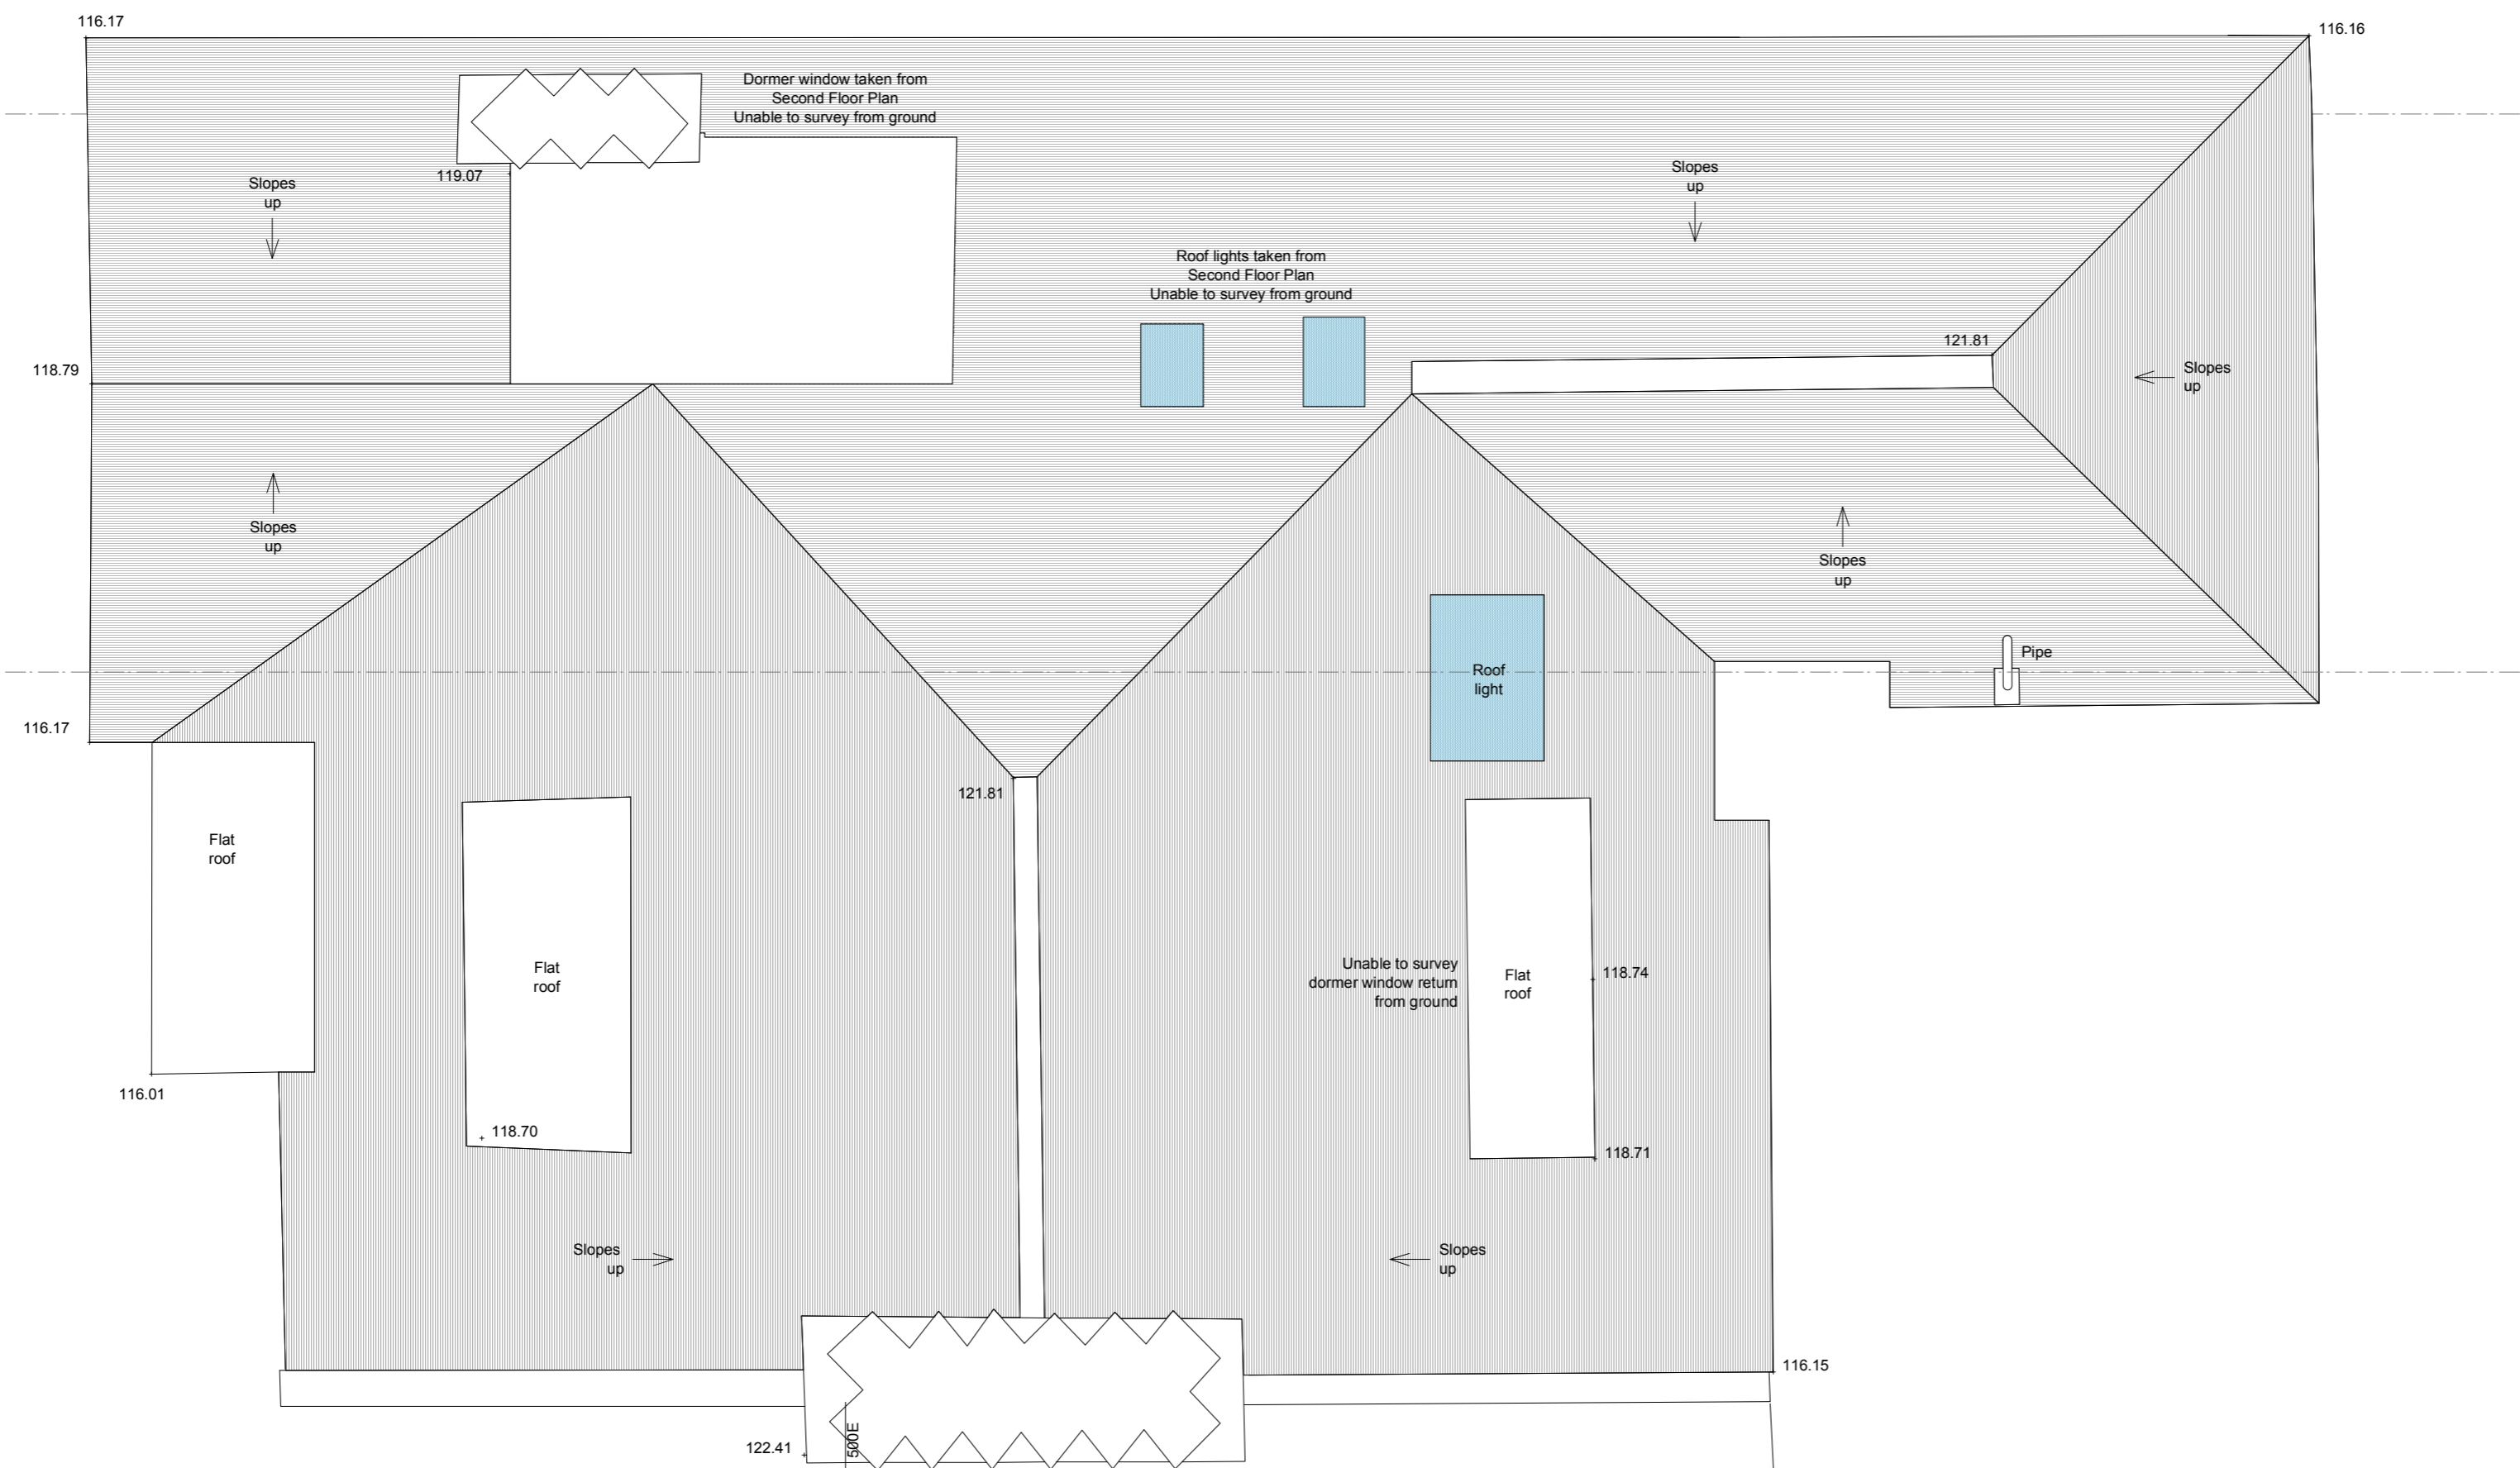 116.17
116.16
Dormer window taken from
Second Floor Plan
Unable to survey from ground
119.07
Slopes
up
Slopes
up
Roof lights taken from
Second Floor Plan
Unable to survey from ground
121.81
118.79
Slopes
up
Slopes
up
Slopes
up
Pipe
Roof
light
116.17
121.81
Flat
roof
Flat
roof
Unable to survey
dormer window return
from ground
Flat
roof
118.74
116.01
118.70
118.71
Slopes
up
Slopes
up
116.15
122.41
500E